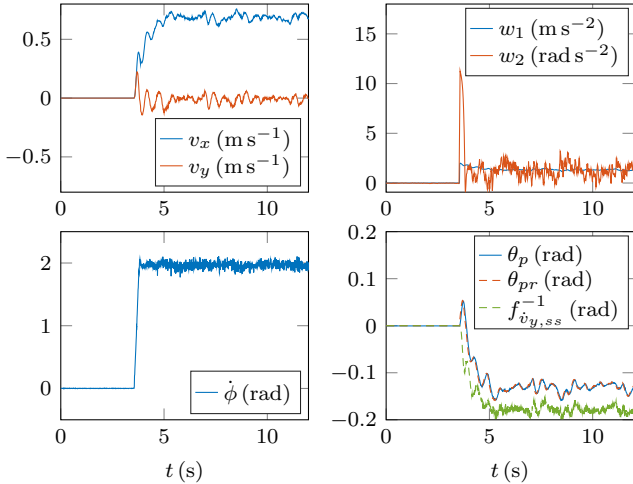 0.5
0
−0.5
v_x (m s⁻¹)
v_y (m s⁻¹)
0 5 10
15
10
5
0
w_1 (m s⁻²)
w_2 (rad s⁻²)
0 5 10
2
1
0
ϕ̇ (rad)
0 5 10
t (s)
0.2
0.1
0
−0.1
−0.2
θ_p (rad)
θ_pr (rad)
f⁻¹_v̇_y,ss (rad)
0 5 10
t (s)